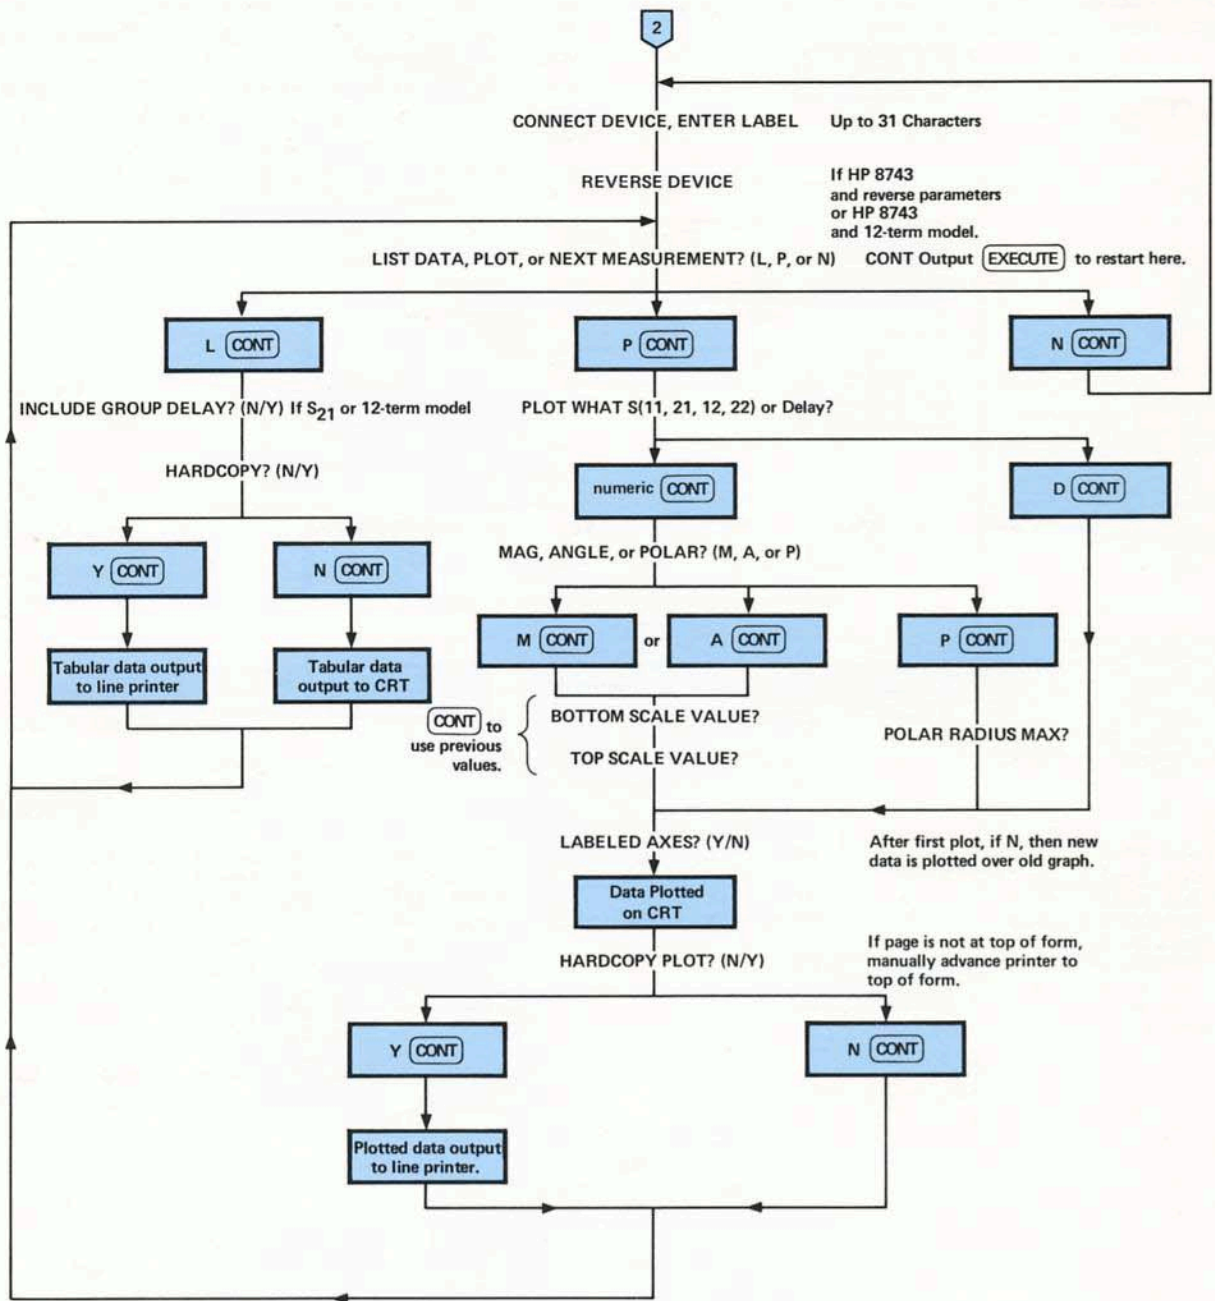 2
CONNECT DEVICE, ENTER LABEL Up to 31 Characters
REVERSE DEVICE
If HP 8743
and reverse parameters
or HP 8743
and 12-term model.
LIST DATA, PLOT, or NEXT MEASUREMENT? (L, P, or N) CONT Output EXECUTE to restart here.
L CONT
P CONT
N CONT
INCLUDE GROUP DELAY? (N/Y) If S21 or 12-term model
PLOT WHAT S(11, 21, 12, 22) or Delay?
HARDCOPY? (N/Y)
numeric CONT
D CONT
Y CONT
N CONT
MAG, ANGLE, or POLAR? (M, A, or P)
M CONT or A CONT
P CONT
Tabular data output
to line printer
Tabular data
output to CRT
CONT to
use previous
values.
BOTTOM SCALE VALUE?
TOP SCALE VALUE?
POLAR RADIUS MAX?
LABELED AXES? (Y/N)
After first plot, if N, then new
data is plotted over old graph.
Data Plotted
on CRT
HARDCOPY PLOT? (N/Y)
If page is not at top of form,
manually advance printer to
top of form.
Y CONT
N CONT
Plotted data output
to line printer.